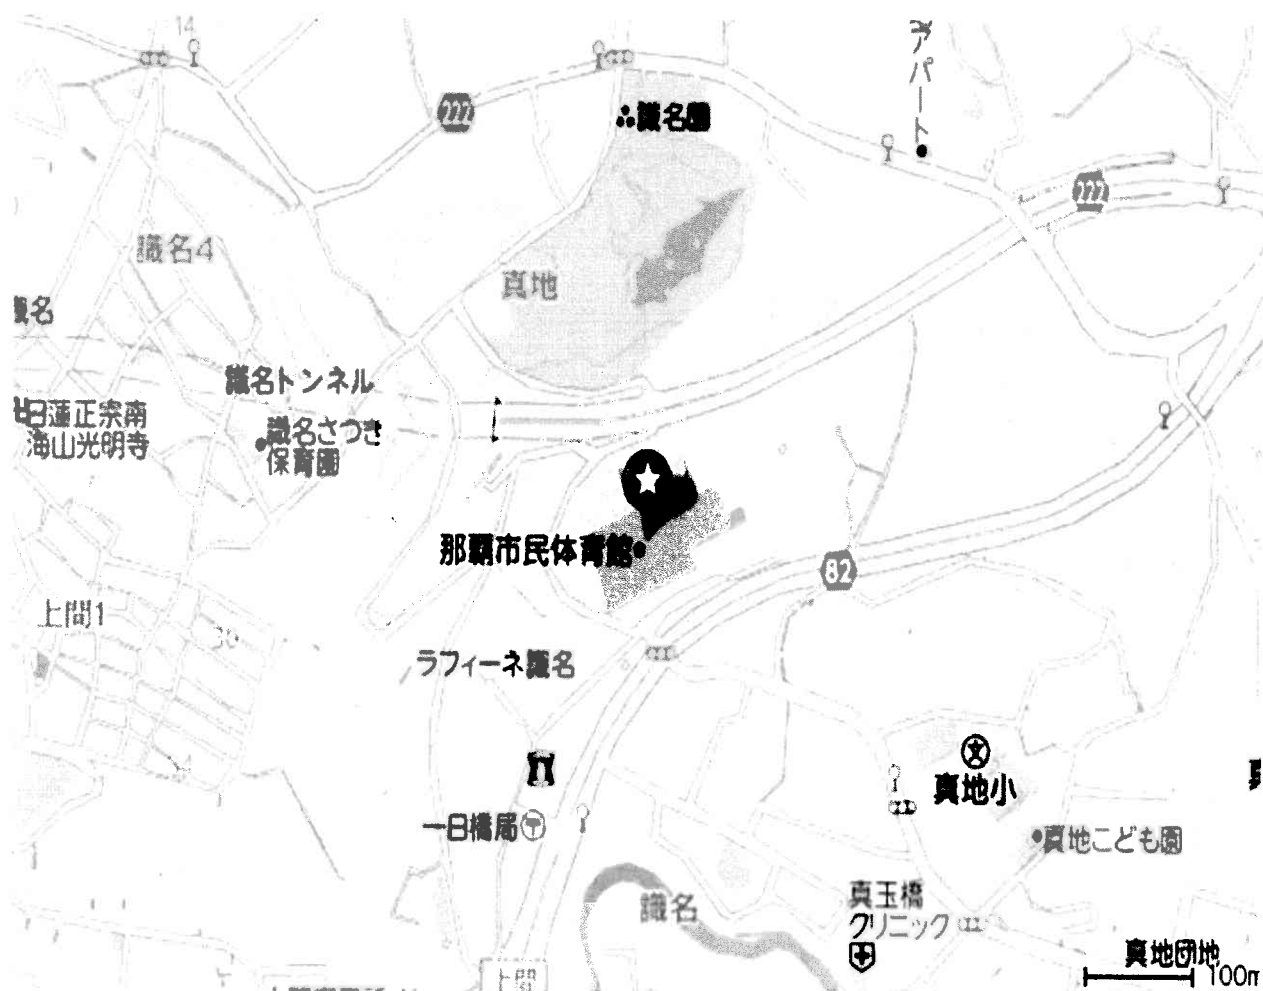 14
アパート
222
識名園
222
識名4
真地
識名
識名トンネル
日蓮正宗南
海山光明寺
識名さつき
保育園
那覇市民体育館
82
上間1
ラフィーネ識名
真地小
一日橋局
真地こども園
識名
真玉橋
クリニック
真地団地
100m
上間